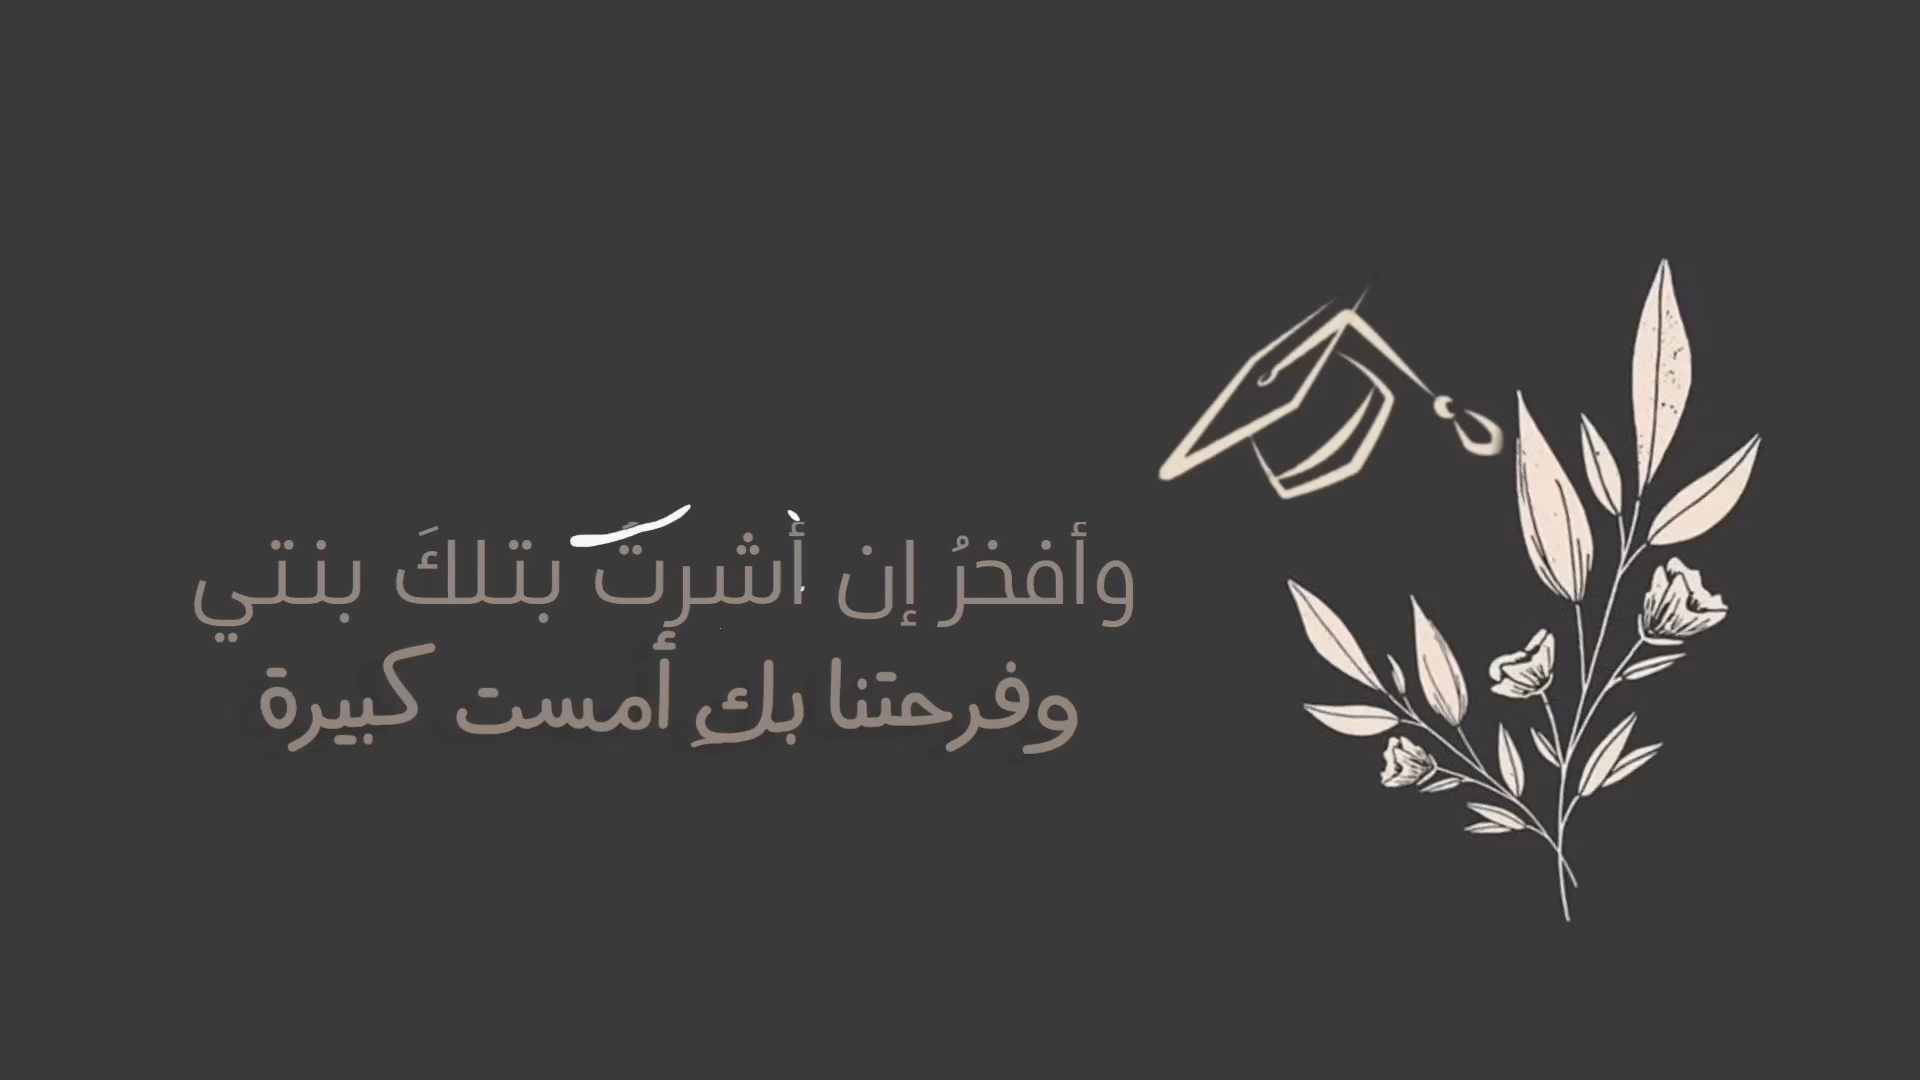 وأفخرُ إن أشرتَ بتلكَ بنتي
وفرحتنا بك أمست كبيرة